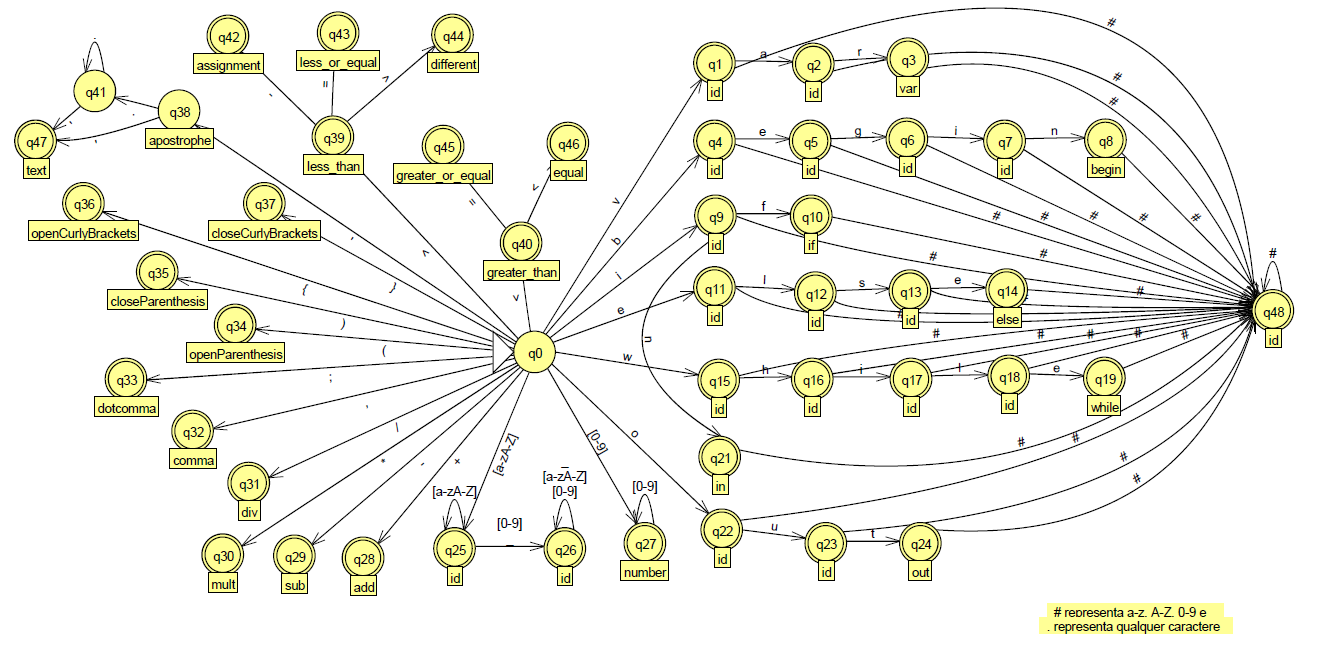 q42
assignment
q43
less_or_equal
q44
different
.
q41
q38
apostrophe
q47
text
'
.
'
q39
less_than
-
=
>
q45
greater_or_equal
q46
equal
=
<
q40
greater_than
q36
openCurlyBrackets
q37
closeCurlyBrackets
q35
closeParenthesis
q34
openParenthesis
q33
dotcomma
q32
comma
q31
div
q30
mult
q29
sub
q28
add
'
<
>
{
}
)
(
;
,
/
*
-
+
q0
[a-zA-Z]
[a-zA-Z]
q25
id
[0-9]
_
_
[a-zA-Z]
[0-9]
q26
id
[0-9]
[0-9]
q27
number
v
b
i
e
w
o
q1
id
a
q2
id
r
q3
var
#
#
#
q4
id
e
q5
id
g
q6
id
i
q7
id
n
q8
begin
# # # # #
q9
id
f
q10
if
n
#
#
q11
id
l
q12
id
s
q13
id
e
q14
else
#
#
q15
id
h
q16
id
i
q17
id
l
q18
id
e
q19
while
# # # # #
q21
in
#
q22
id
u
q23
id
t
q24
out
#
#
#
#
q48
id
# representa a-z. A-Z. 0-9 e
. representa qualquer caractere